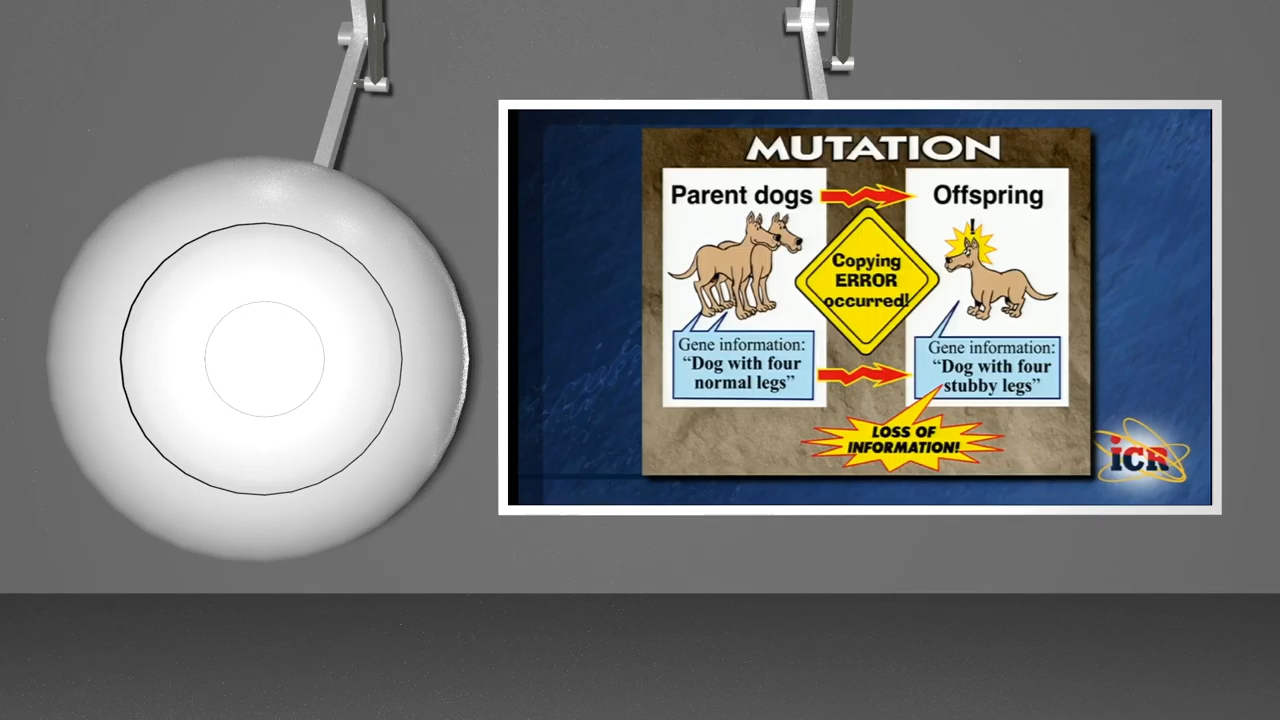 MUTATION
Parent dogs
Offspring
!
Copying
ERROR
occurred!
Gene information:
“Dog with four
normal legs”
Gene information:
“Dog with four
stubby legs”
LOSS OF
INFORMATION!
iCR